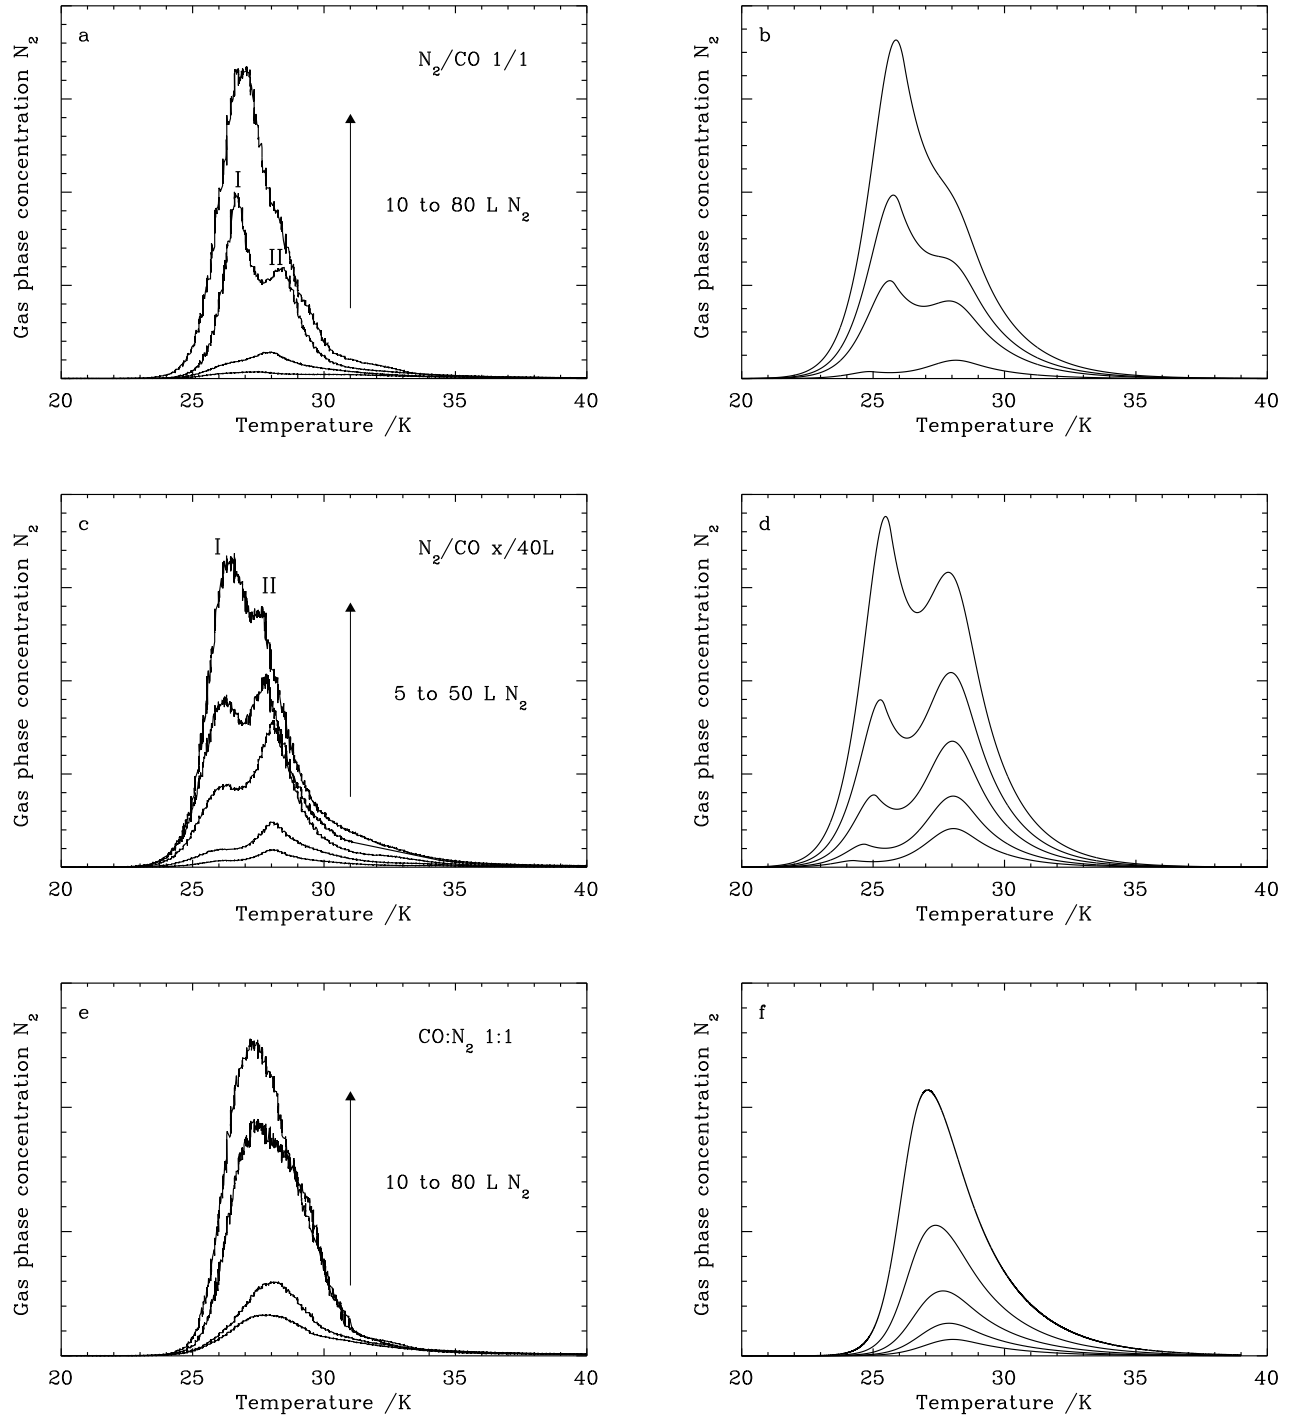 a
N₂/CO 1/1
I
II
10 to 80 L N₂
Gas phase concentration N₂
20 25 30 35 40
Temperature /K
b
Gas phase concentration N₂
20 25 30 35 40
Temperature /K
c
N₂/CO x/40L
I
II
5 to 50 L N₂
Gas phase concentration N₂
20 25 30 35 40
Temperature /K
d
Gas phase concentration N₂
20 25 30 35 40
Temperature /K
e
CO:N₂ 1:1
10 to 80 L N₂
Gas phase concentration N₂
20 25 30 35 40
Temperature /K
f
Gas phase concentration N₂
20 25 30 35 40
Temperature /K